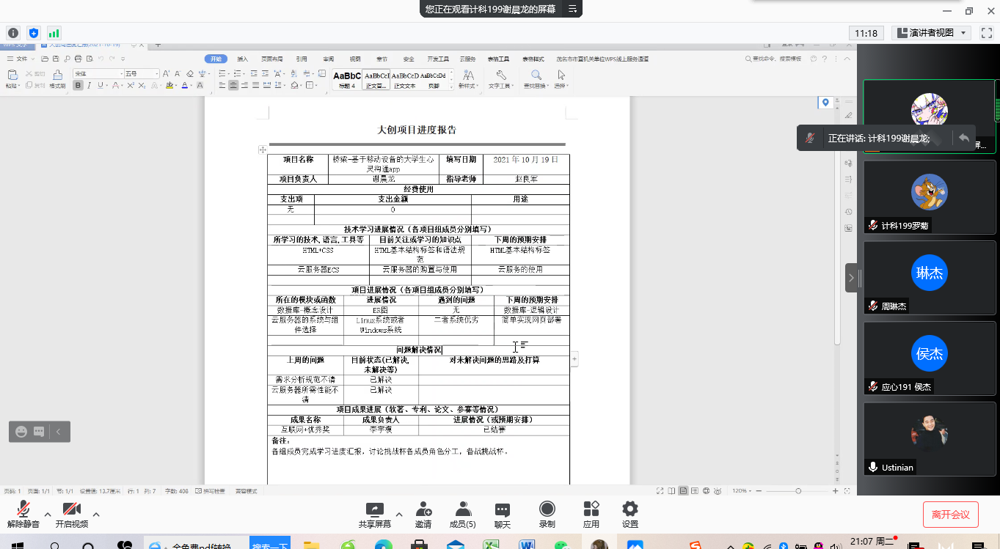 您正在观看计科199谢晨龙的屏幕
11:18
演讲者视图
文件
开始 插入 页面布局 引用 审阅 视图 章节 安全 开发工具 云服务 表格工具 表格样式 茂名市市直机关单位WPS线上服务通道
查找命令、搜索模板
粘贴 剪切 复制 格式刷
宋体 五号
AaBbC AaBbCcI AaBbCcD AaBbCcDd
标题 4 正文首... 正文文本 页脚 新样式 文字工具 查找替换 选择
大创项目进度报告
项目名称 桥梁-基于移动设备的大学生心灵沟通app 填写日期 2021 年 10 月 19 日
项目负责人 谢晨龙 指导老师 赵良军
经费使用
支出项 支出金额 用途
无 0
技术学习进展情况（各项目组成员分别填写）
所学习的技术,语言,工具等 目前关注或学习的知识点 下周的预期安排
HTML+CSS HTML基本结构标签和语法规范 HTML基本结构标签
云服务器ECS 云服务器的购置与使用 云服务的使用
项目进展情况（各项目组成员分别填写）
所在的模块或函数 进展情况 遇到的问题 下周的预期安排
数据库-概念设计 ER图 无 数据库-逻辑设计
云服务器的系统与组件选择 Linux系统或者Windows系统 二者系统优劣 简单实现网页部署
问题解决情况
上周的问题 目前状态(已解决,未解决等) 对未解决问题的思路及打算
需求分析规范不清 已解决
云服务器所需性能不清 已解决
项目成果进展（软著、专利、论文、参赛等情况）
成果名称 成果负责人 进展情况（或预期安排）
互联网+优秀奖 李宇模 已结赛
备注：
各组成员完成学习进度汇报，讨论挑战杯各成员角色分工，备战挑战杯。
正在讲话: 计科199谢晨龙;
屏...
计科199罗菊
琳杰
周琳杰
侯杰
应心191 侯杰
Ustinian
页码: 1 页面: 1/1 节: 1/1 设置值: 13.7厘米 行: 1 列: 7 字数: 408 拼写检查 兼容模式
120%
解除静音 开启视频 共享屏幕 邀请 成员(5) 聊天 录制 应用 设置 离开会议
全免费pdf转换 搜索一下
21:07 周二